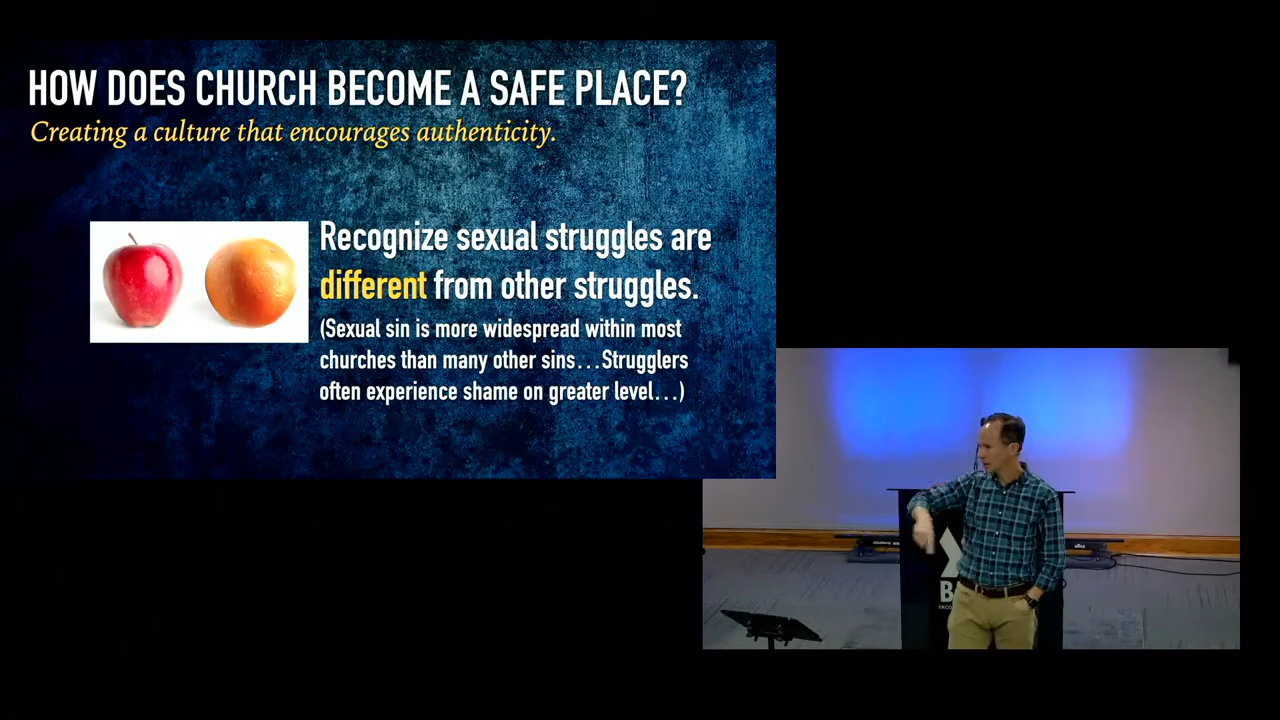 HOW DOES CHURCH BECOME A SAFE PLACE?
Creating a culture that encourages authenticity.
Recognize sexual struggles are
different from other struggles.
(Sexual sin is more widespread within most
churches than many other sins...Strugglers
often experience shame on greater level...)